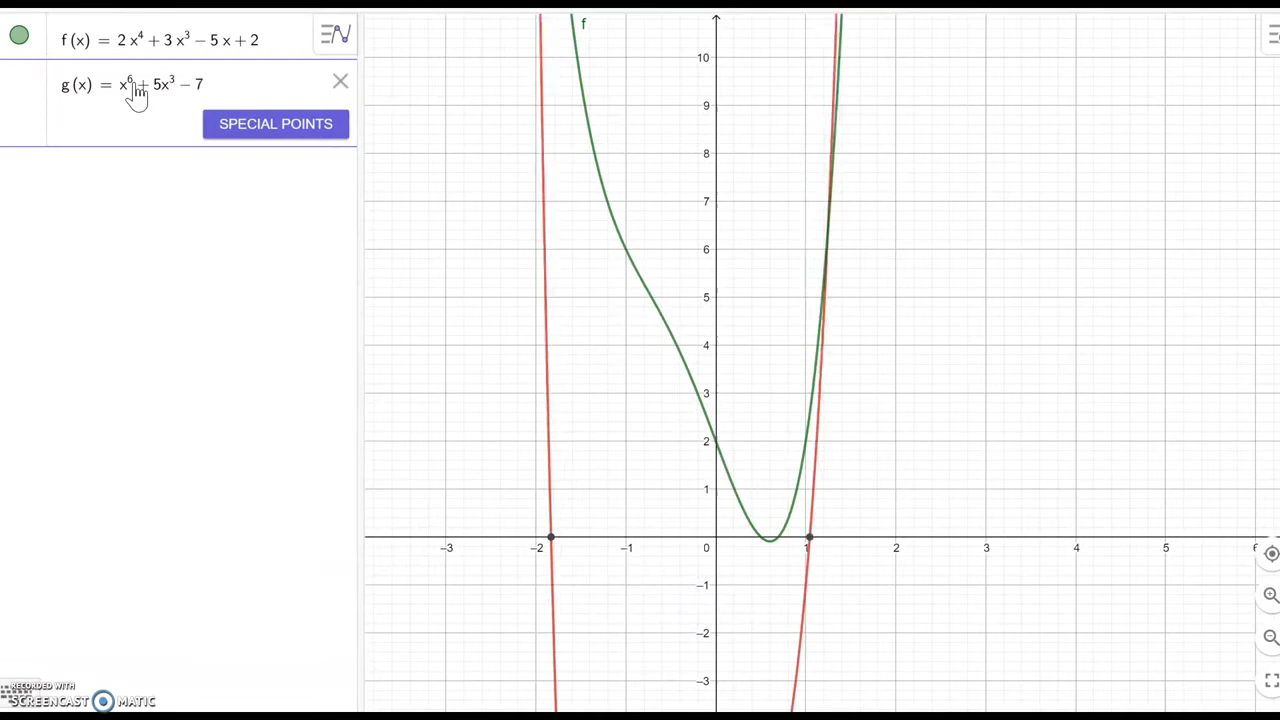 f(x) = 2x⁴ + 3x³ − 5x + 2
g(x) = x⁶ + 5x³ − 7
SPECIAL POINTS
f
10
9
8
7
6
5
4
3
2
1
−3 −2 −1 0 1 2 3 4 5 6
−1
−2
−3
RECORDED WITH
SCREENCAST MATIC